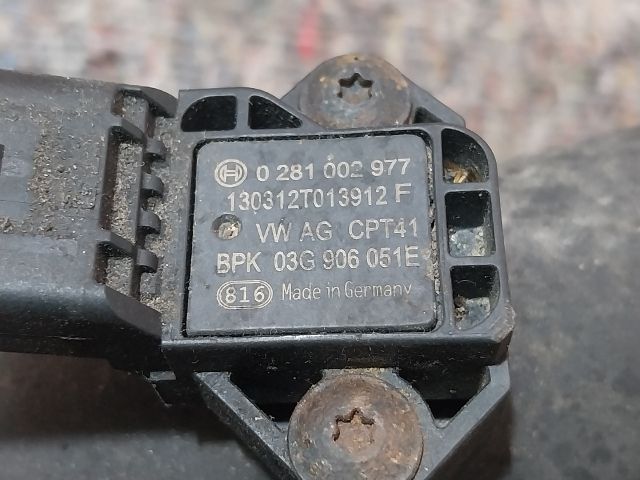 0 281 002 977
130312T013912 F
VW AG CPT41
BPK 03G 906 051E
816 Made in Germany